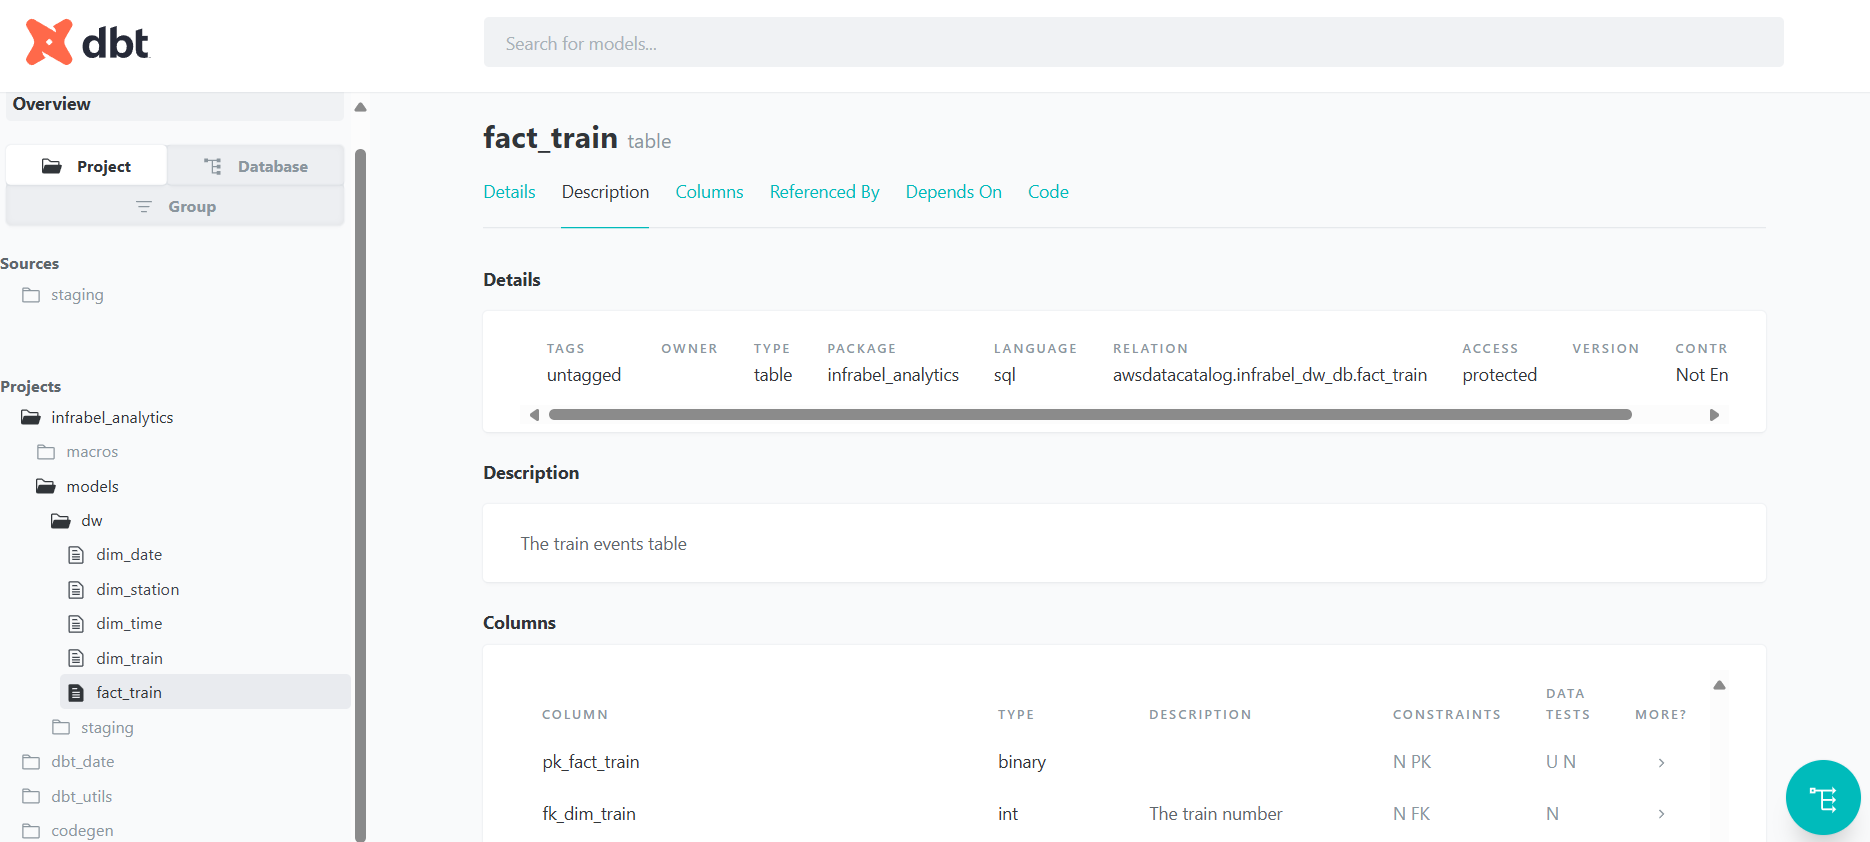 dbt
Search for models...
Overview
Project
Database
Group
Sources
staging
Projects
infrabel_analytics
macros
models
dw
dim_date
dim_station
dim_time
dim_train
fact_train
staging
dbt_date
dbt_utils
codegen
fact_train table
Details Description Columns Referenced By Depends On Code
Details
TAGS OWNER TYPE PACKAGE LANGUAGE RELATION ACCESS VERSION CONTR
untagged table infrabel_analytics sql awsdatacatalog.infrabel_dw_db.fact_train protected Not En
Description
The train events table
Columns
COLUMN TYPE DESCRIPTION CONSTRAINTS DATA TESTS MORE?
pk_fact_train binary N PK U N
fk_dim_train int The train number N FK N